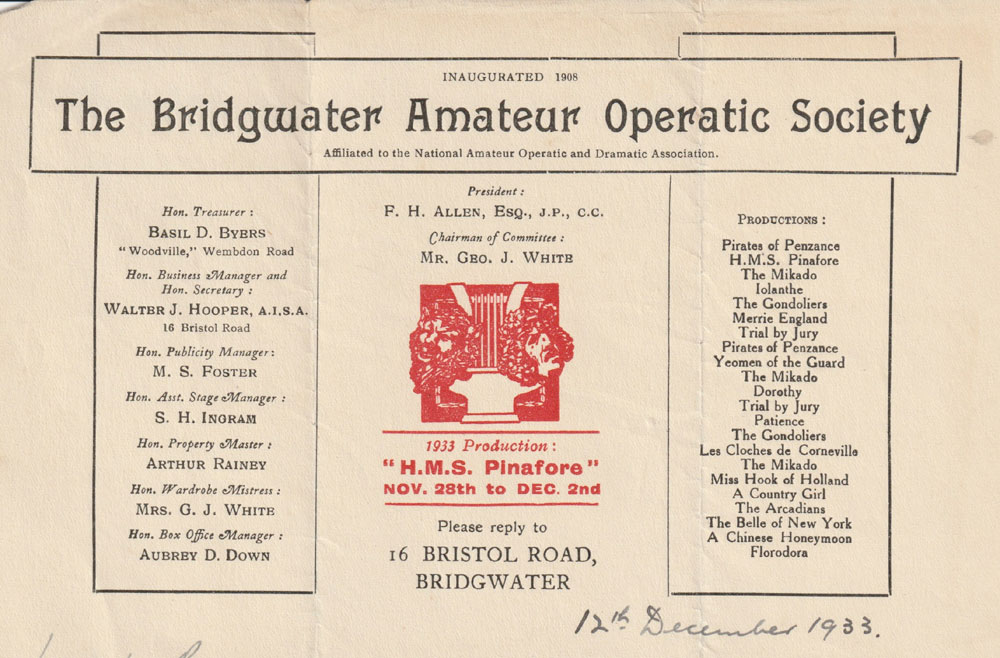 INAUGURATED 1908
The Bridgwater Amateur Operatic Society
Affiliated to the National Amateur Operatic and Dramatic Association.
Hon. Treasurer :
BASIL D. BYERS
"Woodville," Wembdon Road
Hon. Business Manager and
Hon. Secretary :
WALTER J. HOOPER, A.I.S.A.
16 Bristol Road
Hon. Publicity Manager:
M. S. FOSTER
Hon. Asst. Stage Manager :
S. H. INGRAM
Hon. Property Master :
ARTHUR RAINEY
Hon. Wardrobe Mistress :
MRS. G. J. WHITE
Hon. Box Office Manager :
AUBREY D. DOWN
President :
F. H. ALLEN, ESQ., J.P., C.C.
Chairman of Committee :
MR. GEO. J. WHITE
1933 Production :
"H.M.S. Pinafore"
NOV. 28th to DEC. 2nd
Please reply to
16 BRISTOL ROAD,
BRIDGWATER
PRODUCTIONS :
Pirates of Penzance
H.M.S. Pinafore
The Mikado
Iolanthe
The Gondoliers
Merrie England
Trial by Jury
Pirates of Penzance
Yeomen of the Guard
The Mikado
Dorothy
Trial by Jury
Patience
The Gondoliers
Les Cloches de Corneville
The Mikado
Miss Hook of Holland
A Country Girl
The Arcadians
The Belle of New York
A Chinese Honeymoon
Florodora
12th December 1933.